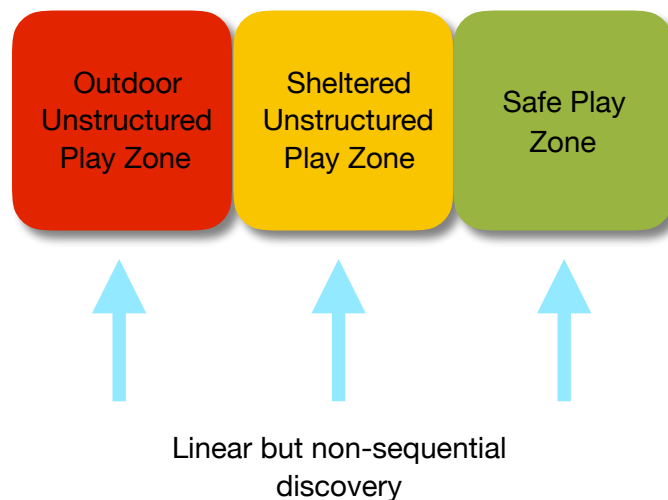 Outdoor
Unstructured
Play Zone
Sheltered
Unstructured
Play Zone
Safe Play
Zone
Linear but non-sequential
discovery